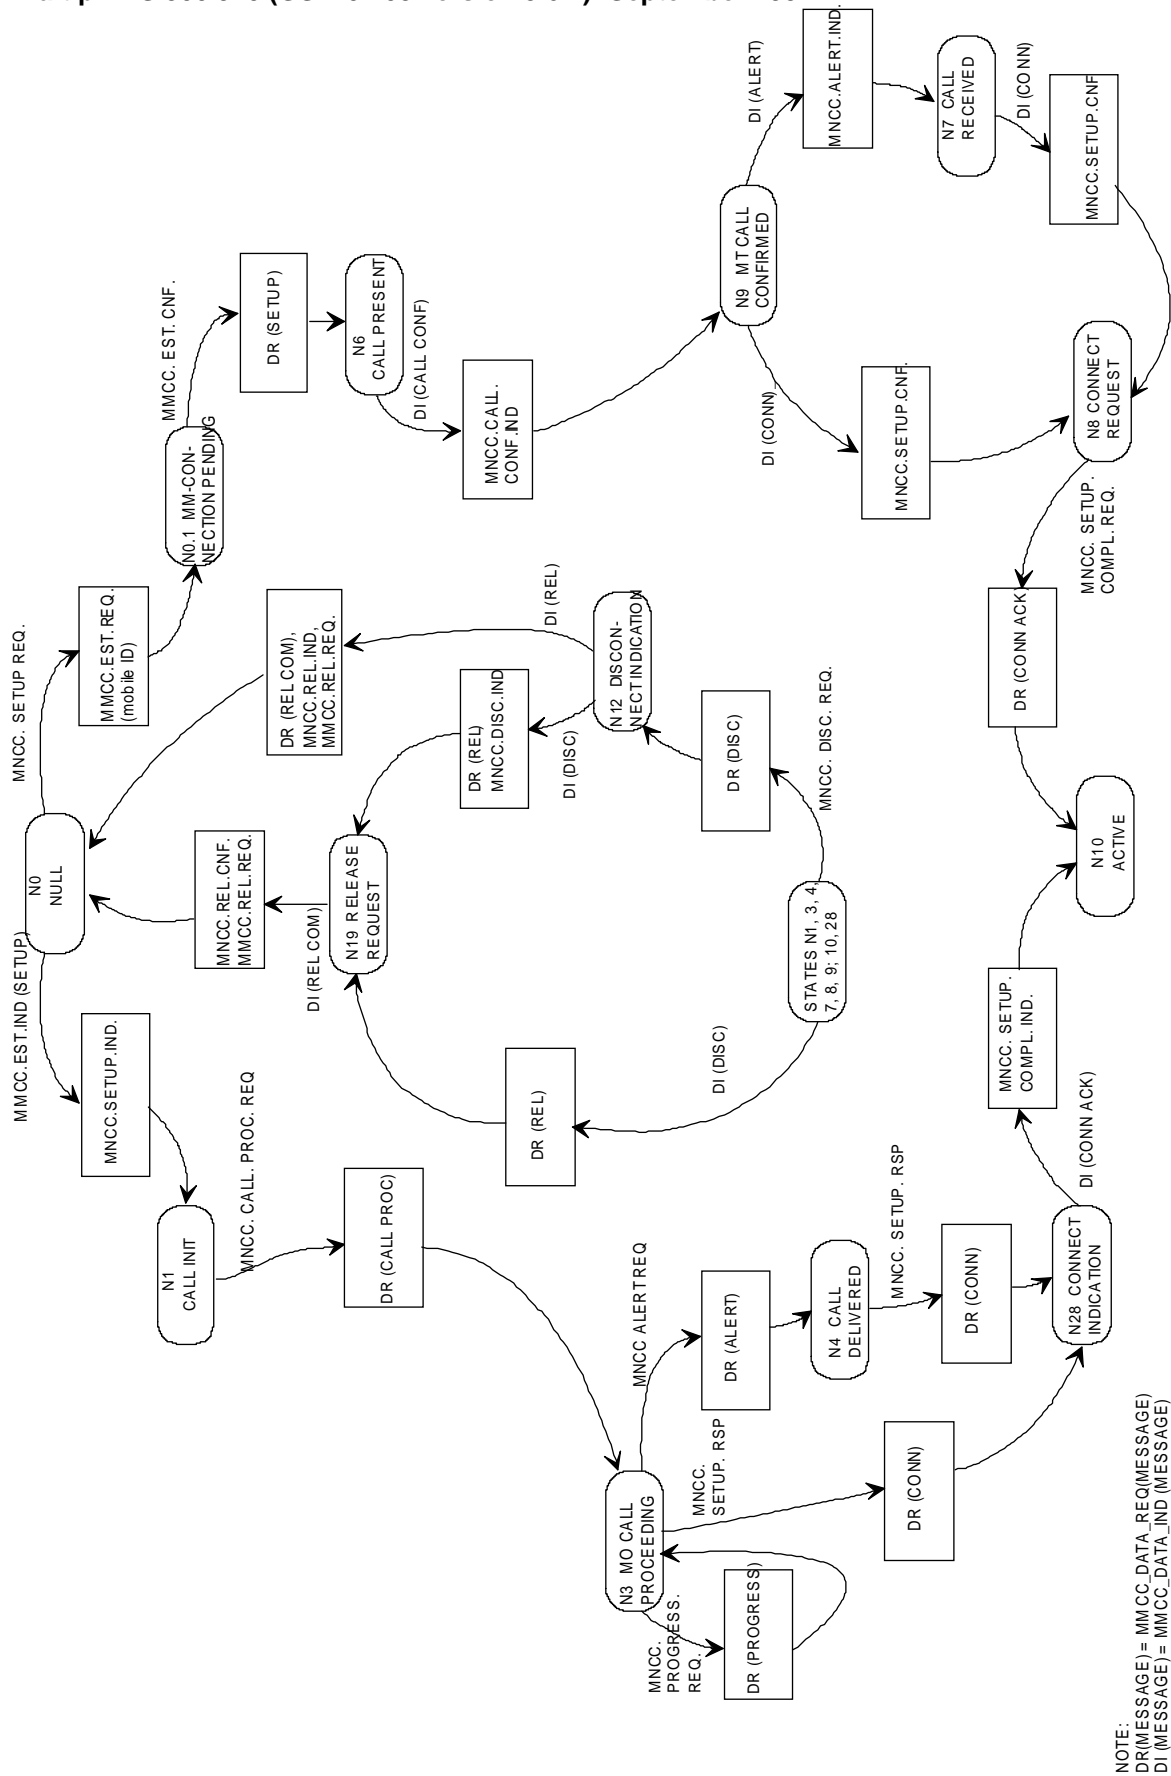 MMCC.EST.IND (SETUP)
N0
NULL
MNCC. SETUP REQ.
MNCC.SETUP.IND.
MMCC.EST.REQ.
(mobile ID)
N1
CALL INIT
MNCC. CALL. PROC. REQ
MNCC.REL.CNF.
MMCC.REL.REQ.
N0.1 MM-CON-
NECTION PENDING
MMCC. EST. CNF.
DR (SETUP)
DR (REL COM),
MNCC.REL.IND,
MMCC.REL.REQ.
DR (CALL PROC)
DI (REL COM)
N19 RELEASE
REQUEST
N6
CALL PRESENT
DI (CALL CONF)
DR (REL)
MNCC.DISC.IND
DI (REL)
MNCC.CALL.
CONF.IND
DR (REL)
DI (DISC)
N12 DISCON-
NECT INDICATION
N3 MO CALL
PROCEEDING
MNCC ALERT REQ
MNCC.
SETUP. RSP
MNCC.
PROGRESS.
REQ.
DR (PROGRESS)
DR (ALERT)
DI (DISC)
DR (DISC)
MNCC. DISC. REQ.
N9 MT CALL
CONFIRMED
DI (ALERT)
MNCC.ALERT.IND.
DI (CONN)
N4 CALL
DELIVERED
MNCC. SETUP. RSP
STATES N1, 3, 4,
7, 8, 9; 10, 28
MNCC.SETUP.CNF.
N7 CALL
RECEIVED
DI (CONN)
DR (CONN)
DR (CONN)
MNCC.SETUP.CNF
N28 CONNECT
INDICATION
DI (CONN ACK)
MNCC. SETUP.
COMPL. IND.
DR (CONN ACK)
N8 CONNECT
REQUEST
MNCC. SETUP.
COMPL. REQ.
N10
ACTIVE
NOTE:
DR(MESSAGE) = MMCC_DATA_REQ(MESSAGE)
DI (MESSAGE) = MMCC_DATA_IND (MESSAGE)